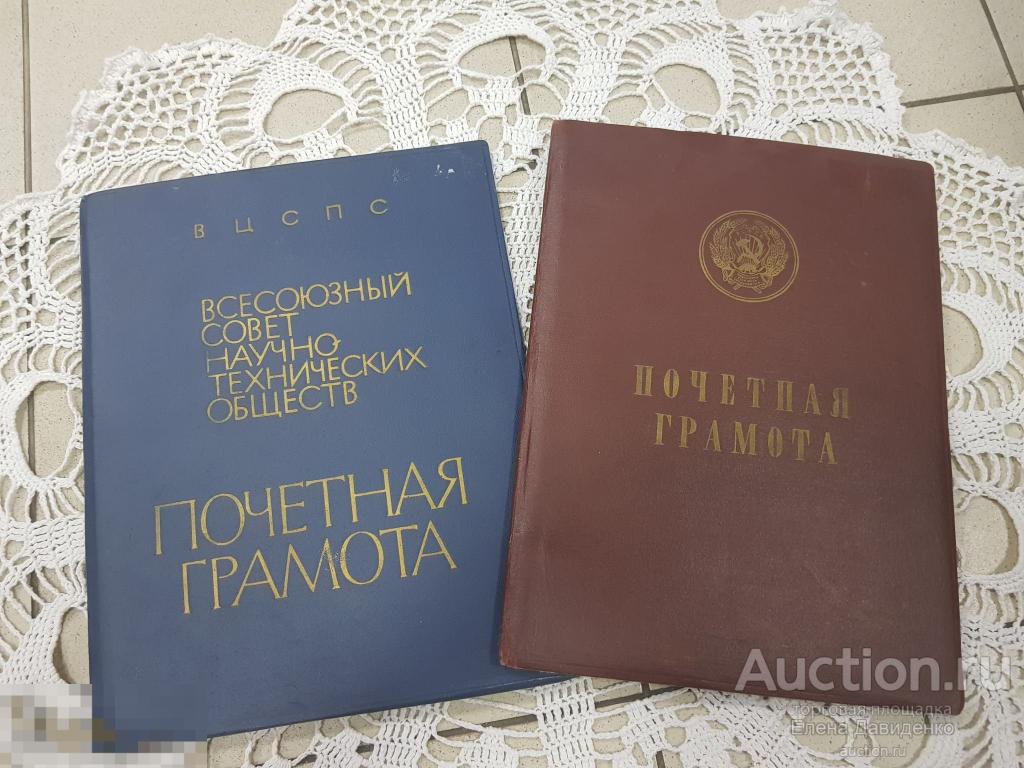 ВЦСПС
ВСЕСОЮЗНЫЙ
СОВЕТ
НАУЧНО-
ТЕХНИЧЕСКИХ
ОБЩЕСТВ
ПОЧЕТНАЯ
ГРАМОТА
ПОЧЕТНАЯ
ГРАМОТА
Auction.ru
торговая площадка
Елена Давиденко
auction.ru